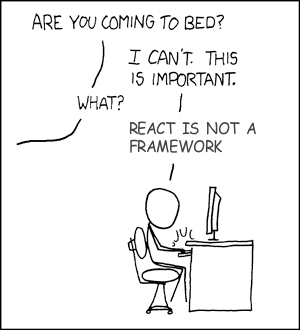 ARE YOU COMING TO BED?
I CAN'T. THIS
IS IMPORTANT.
WHAT?
REACT IS NOT A
FRAMEWORK